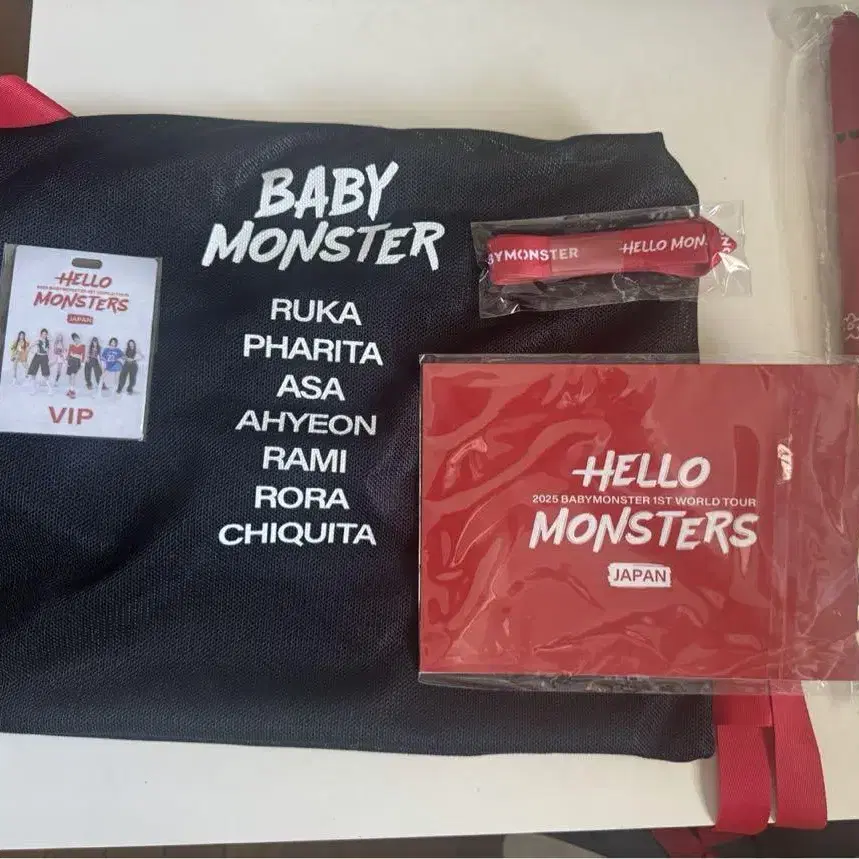 BABY
MONSTER
RUKA
PHARITA
ASA
AHYEON
RAMI
RORA
CHIQUITA
HELLO
MONSTERS
JAPAN
VIP
BYMONSTER
HELLO MON
HELLO
2025 BABYMONSTER 1ST WORLD TOUR
MONSTERS
JAPAN